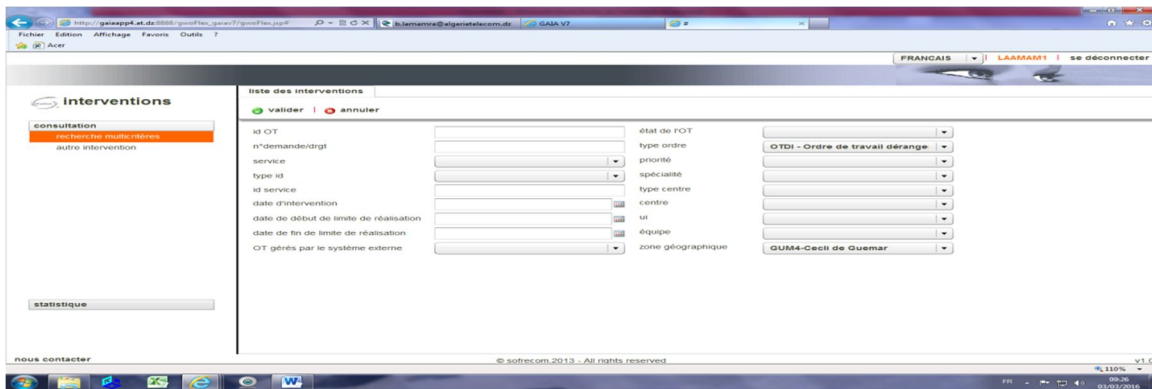 http://gaiaapp4.at.dz:8888/gwoFlex_gaiav7/gwoFlex.jsp#
b.lemamra@algerietelecom.dz
GAIA V7
#
Fichier Edition Affichage Favoris Outils ?
Acer
FRANCAIS | LAAMAM1 | se déconnecter
interventions
liste des interventions
valider | annuler
consultation
recherche multicritères
autre intervention
id OT
état de l'OT
n°demande/drgt
type ordre OTDI - Ordre de travail dérange
service
priorité
type id
spécialité
id service
type centre
date d'intervention
centre
date de début de limite de réalisation
ui
date de fin de limite de réalisation
équipe
OT gérés par le système externe
zone géographique GUM4-Cecli de Guemar
statistique
nous contacter
© sofrecom.2013 - All rights reserved
v1.0
110%
FR
09:26
03/03/2016